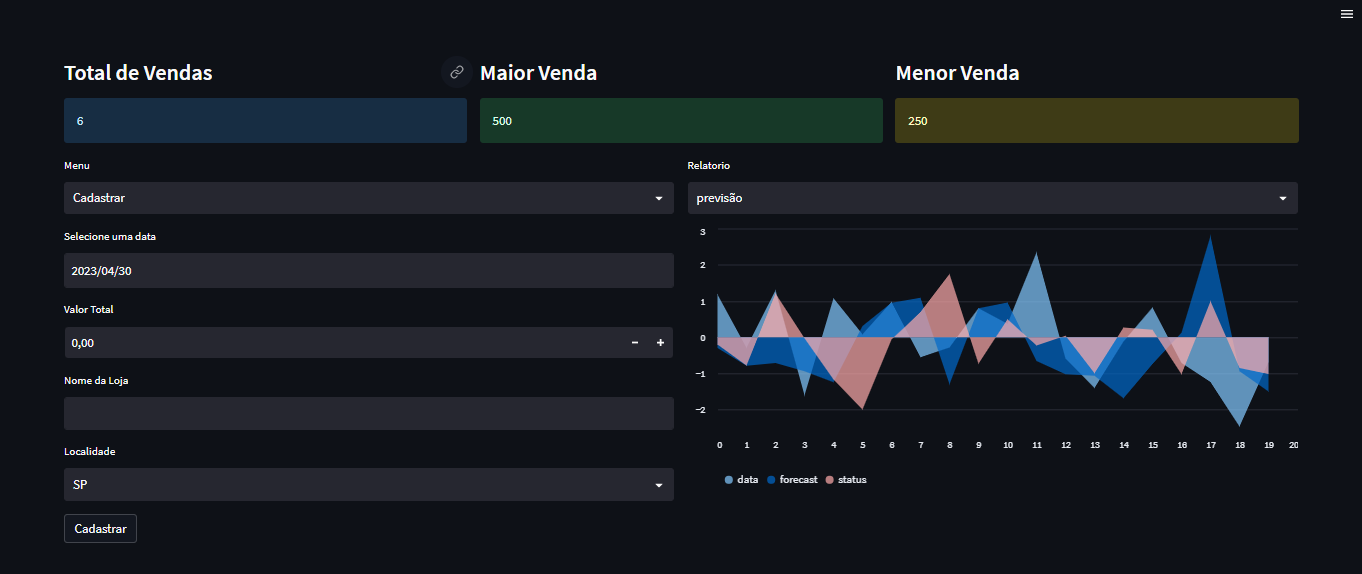 Total de Vendas
Maior Venda
Menor Venda
6
500
250
Menu
Cadastrar
Selecione uma data
2023/04/30
Valor Total
0,00
Nome da Loja
Localidade
SP
Cadastrar
Relatorio
previsão
3
2
1
0
−1
−2
0 1 2 3 4 5 6 7 8 9 10 11 12 13 14 15 16 17 18 19 20
data forecast status